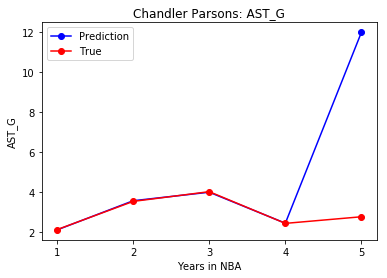 Chandler Parsons: AST_G
Prediction
True
12
10
8
6
4
2
AST_G
1 2 3 4 5
Years in NBA